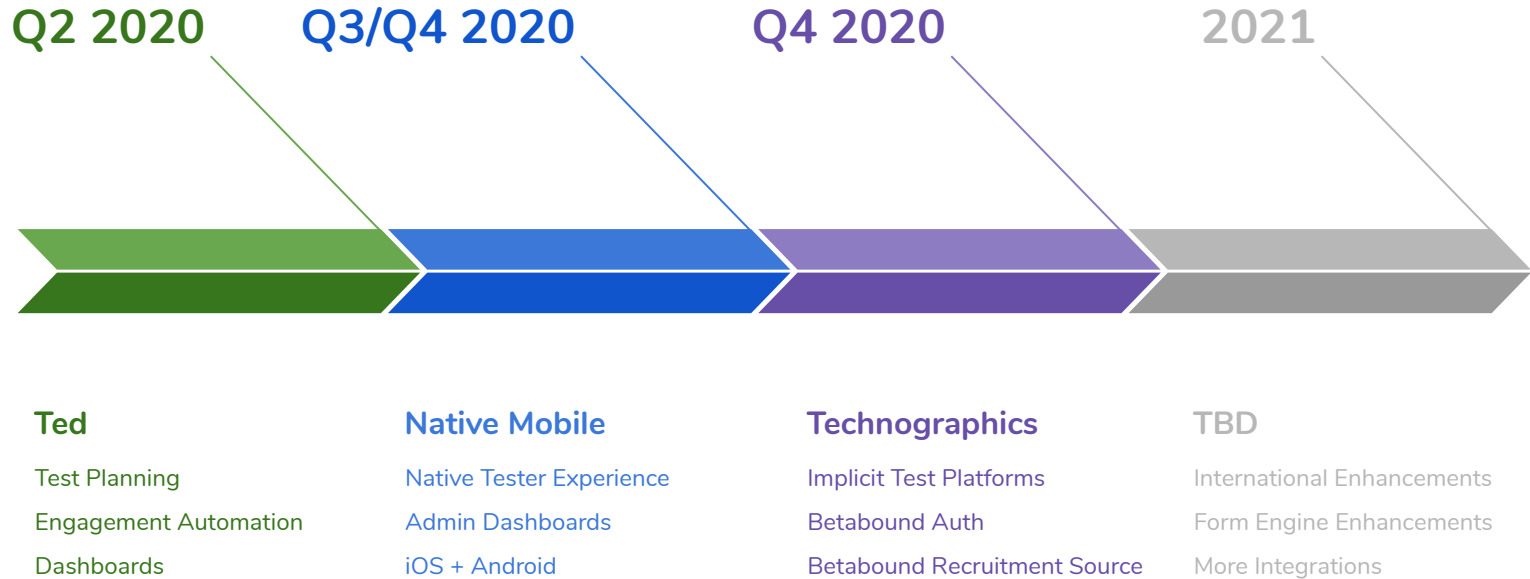 Q2 2020
Q3/Q4 2020
Q4 2020
2021
Ted
Test Planning
Engagement Automation
Dashboards
Native Mobile
Native Tester Experience
Admin Dashboards
iOS + Android
Technographics
Implicit Test Platforms
Betabound Auth
Betabound Recruitment Source
TBD
International Enhancements
Form Engine Enhancements
More Integrations